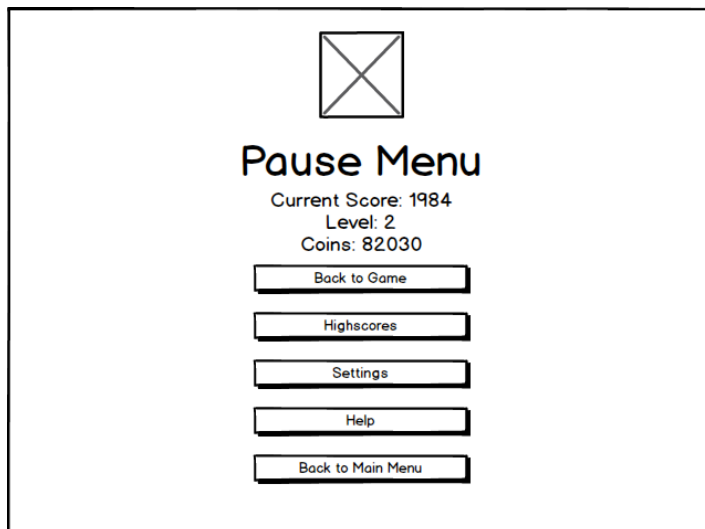 Pause Menu
Current Score: 1984
Level: 2
Coins: 82030
Back to Game
Highscores
Settings
Help
Back to Main Menu